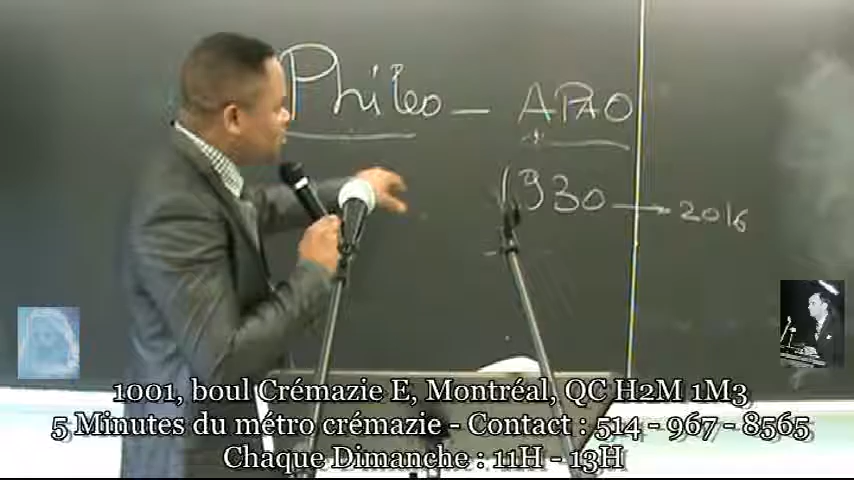 Phileo - APAO
1930 → 2016
1001, boul Crémazie E, Montréal, QC H2M 1M3
5 Minutes du métro crémazie - Contact : 514 - 967 - 8565
Chaque Dimanche : 11H - 13H